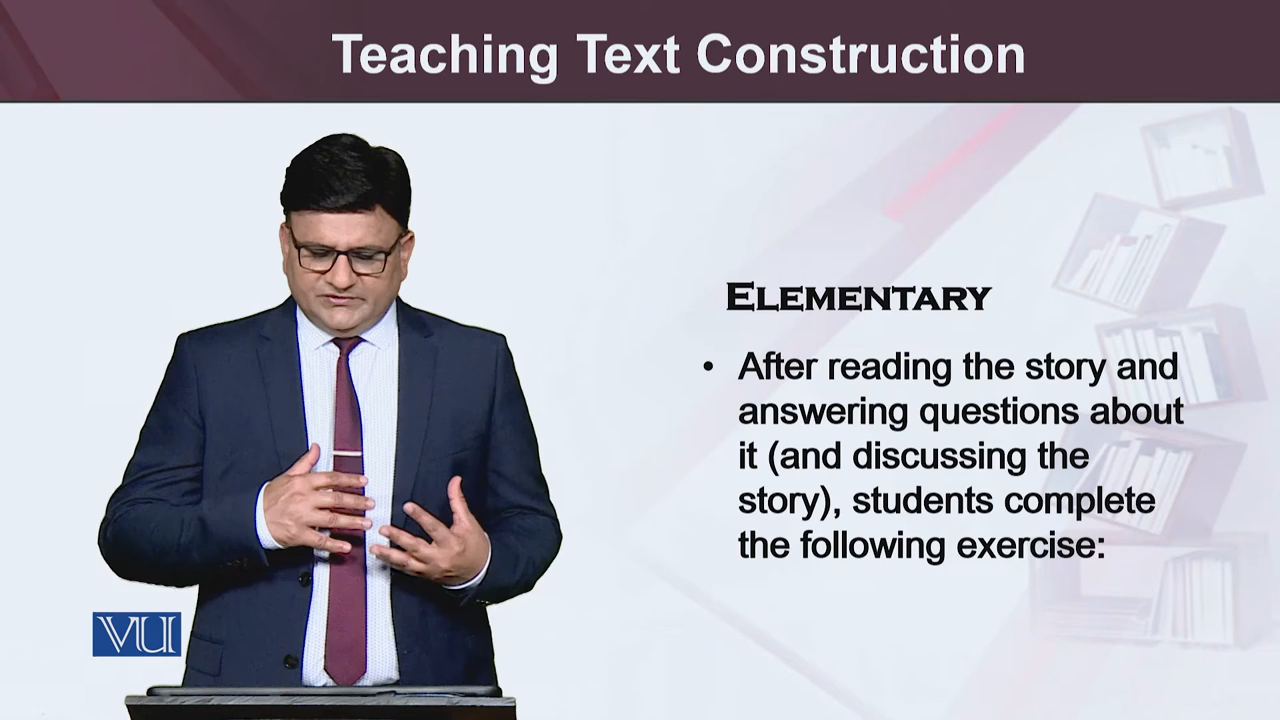 Teaching Text Construction
ELEMENTARY
• After reading the story and
answering questions about
it (and discussing the
story), students complete
the following exercise:
VU